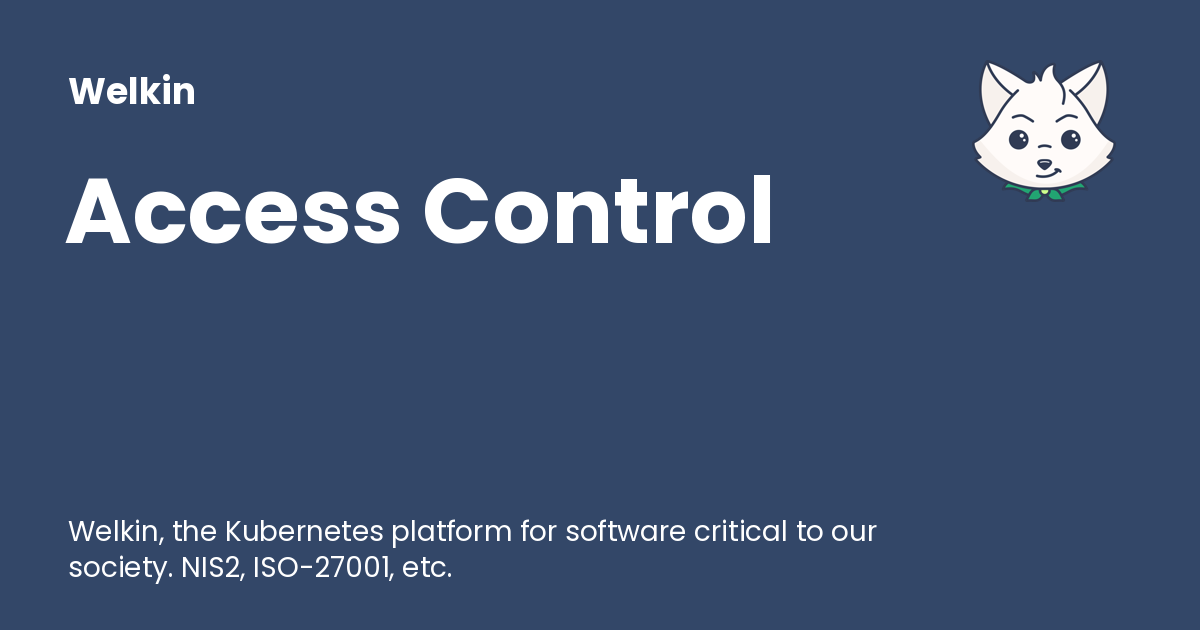 Welkin
Access Control
Welkin, the Kubernetes platform for software critical to our
society. NIS2, ISO-27001, etc.